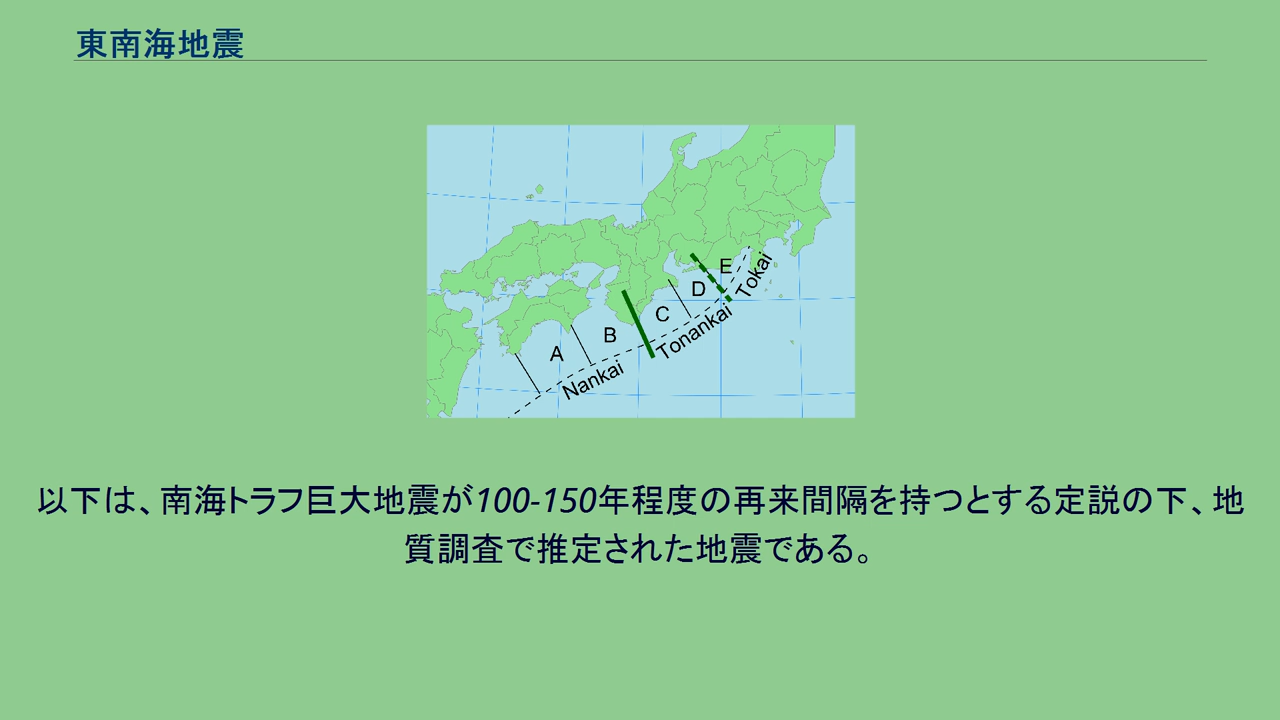 東南海地震
E
D
Tokai
C
B
Tonankai
A
Nankai
以下は、南海トラフ巨大地震が100-150年程度の再来間隔を持つとする定説の下、地
質調査で推定された地震である。